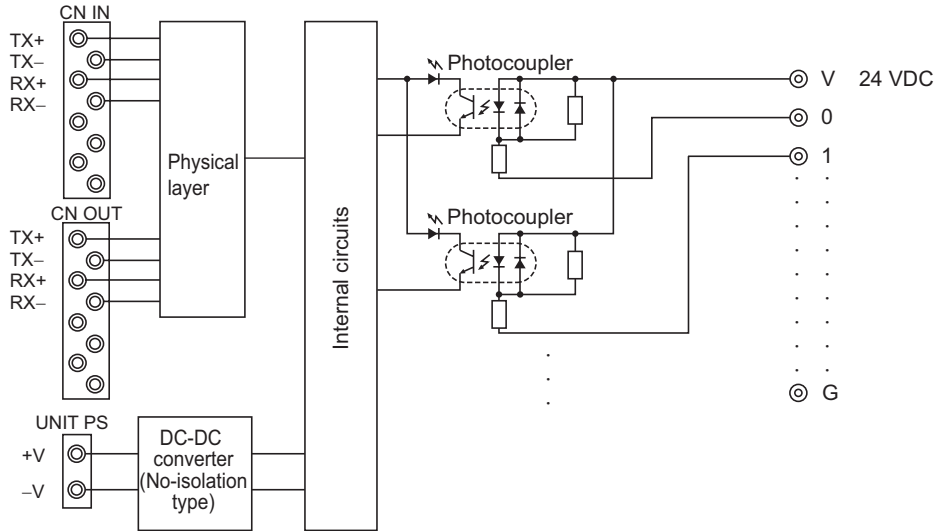 CN IN
TX+
TX−
RX+
RX−
CN OUT
TX+
TX−
RX+
RX−
UNIT PS
+V
−V
Physical
layer
DC-DC
converter
(No-isolation
type)
Internal circuits
Photocoupler
Photocoupler
V 24 VDC
0
1
G